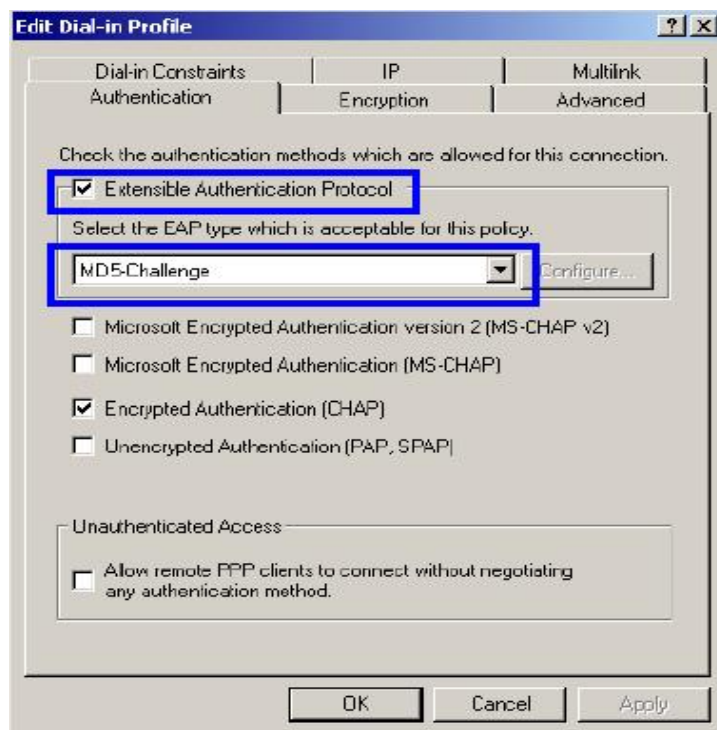 Edit Dial-in Profile
Dial-in Constraints IP Multilink
Authentication Encryption Advanced
Check the authentication methods which are allowed for this connection.
Extensible Authentication Protocol
Select the EAP type which is acceptable for this policy.
MD5-Challenge Configure...
Microsoft Encrypted Authentication version 2 (MS-CHAP v2)
Microsoft Encrypted Authentication (MS-CHAP)
Encrypted Authentication (CHAP)
Unencrypted Authentication (PAP, SPAP)
Unauthenticated Access
Allow remote PPP clients to connect without negotiating
any authentication method.
OK Cancel Apply